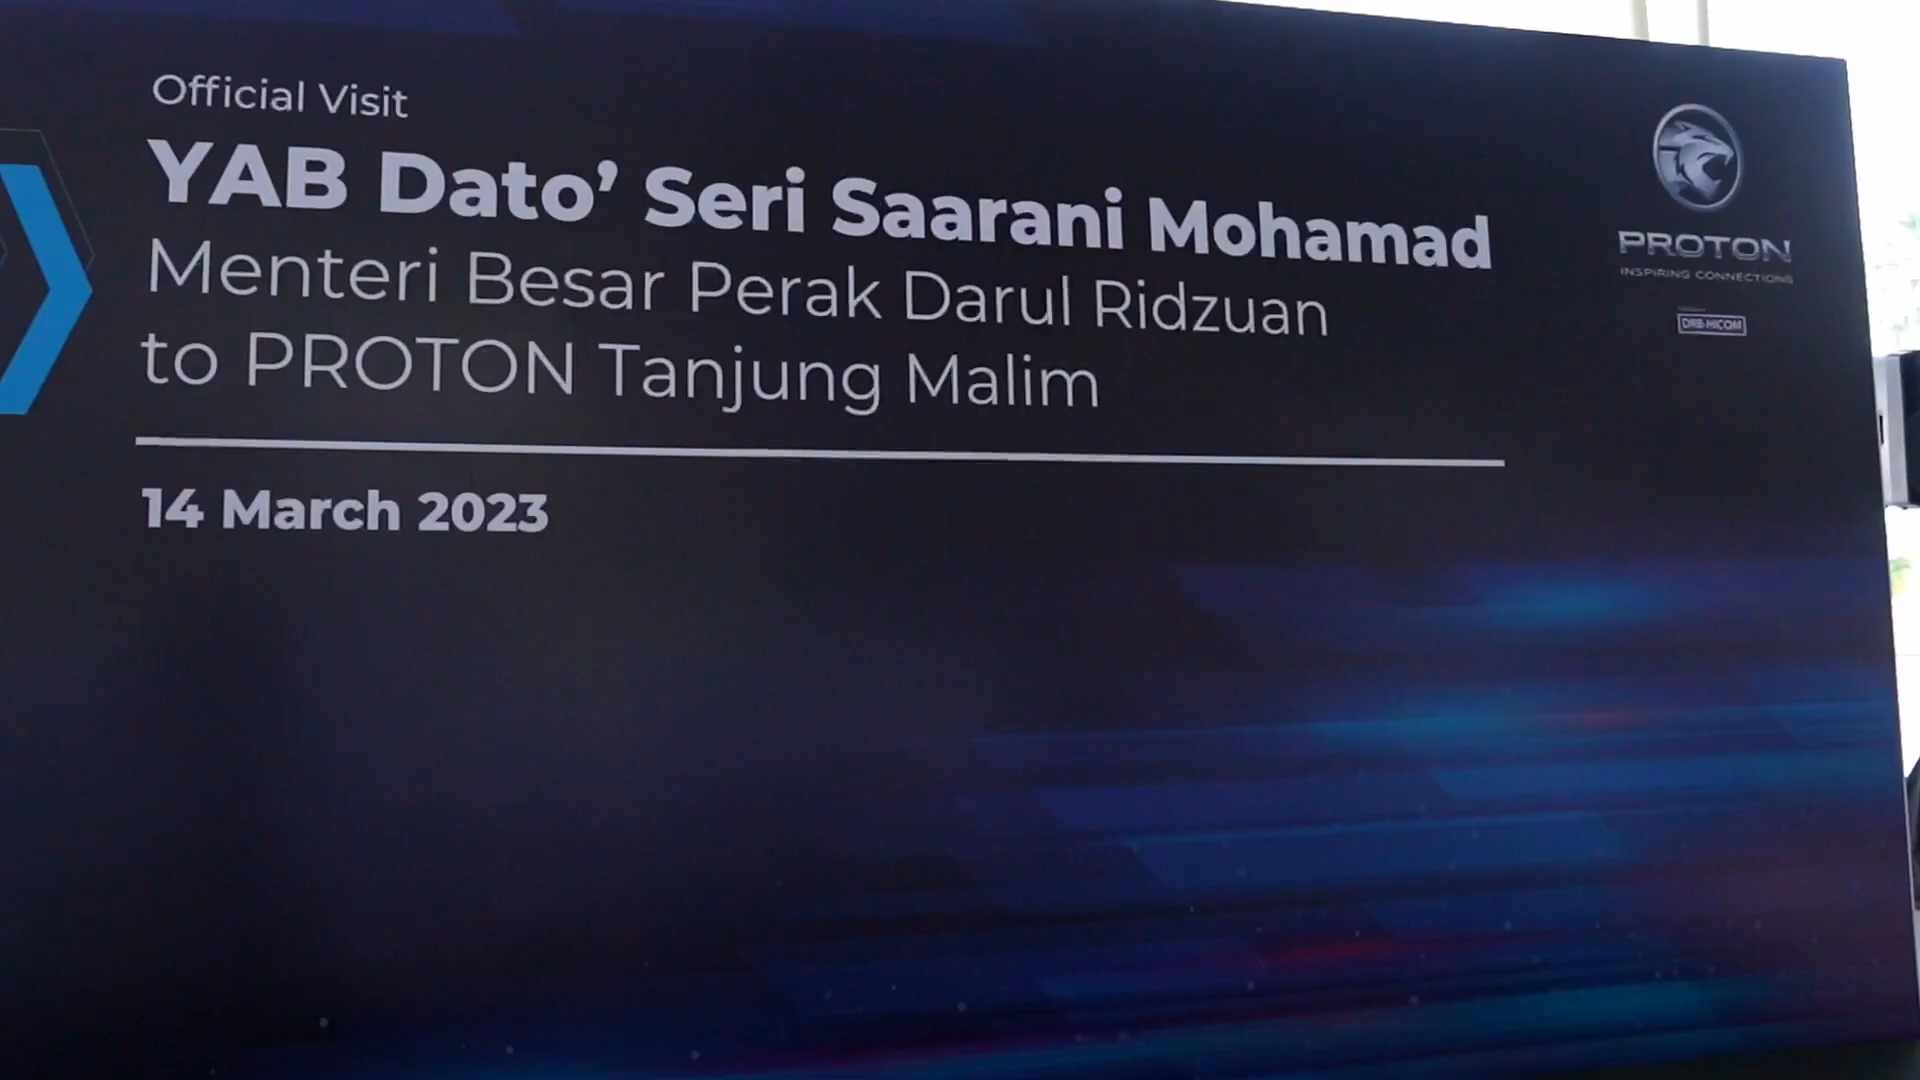 Official Visit
YAB Dato’ Seri Saarani Mohamad
Menteri Besar Perak Darul Ridzuan
to PROTON Tanjung Malim
14 March 2023
PROTON
INSPIRING CONNECTIONS
DRB-HICOM